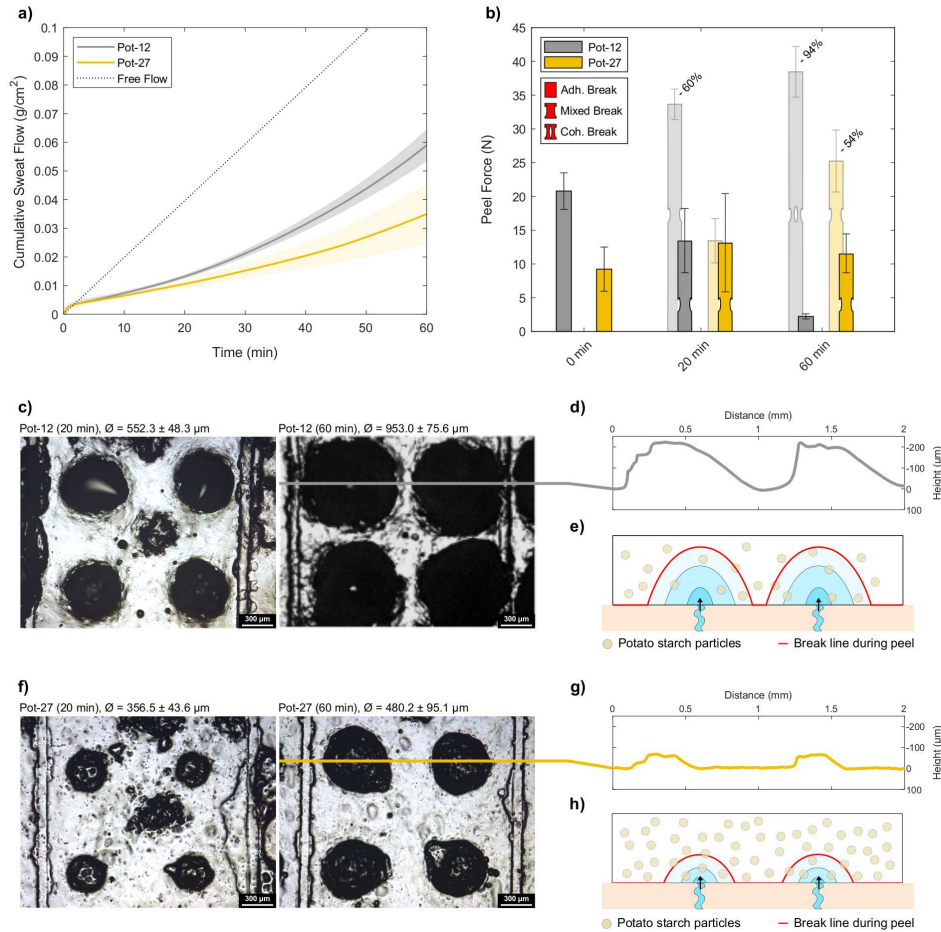 a)
Cumulative Sweat Flow (g/cm²)
0.1
0.09
0.08
0.07
0.06
0.05
0.04
0.03
0.02
0.01
0
Pot-12
Pot-27
Free Flow
0 10 20 30 40 50 60
Time (min)
b)
Peel Force (N)
45
40
35
30
25
20
15
10
5
0
Pot-12
Pot-27
Adh. Break
Mixed Break
Coh. Break
- 60%
- 94%
- 54%
0 min
20 min
60 min
c)
Pot-12 (20 min), Ø = 552.3 ± 48.3 µm
300 µm
Pot-12 (60 min), Ø = 953.0 ± 75.6 µm
300 µm
d)
Distance (mm)
0 0.5 1 1.5 2
-200
-100
0
100
Height (µm)
e)
Potato starch particles
Break line during peel
f)
Pot-27 (20 min), Ø = 356.5 ± 43.6 µm
300 µm
Pot-27 (60 min), Ø = 480.2 ± 95.1 µm
300 µm
g)
Distance (mm)
0 0.5 1 1.5 2
-200
-100
0
100
Height (µm)
h)
Potato starch particles
Break line during peel